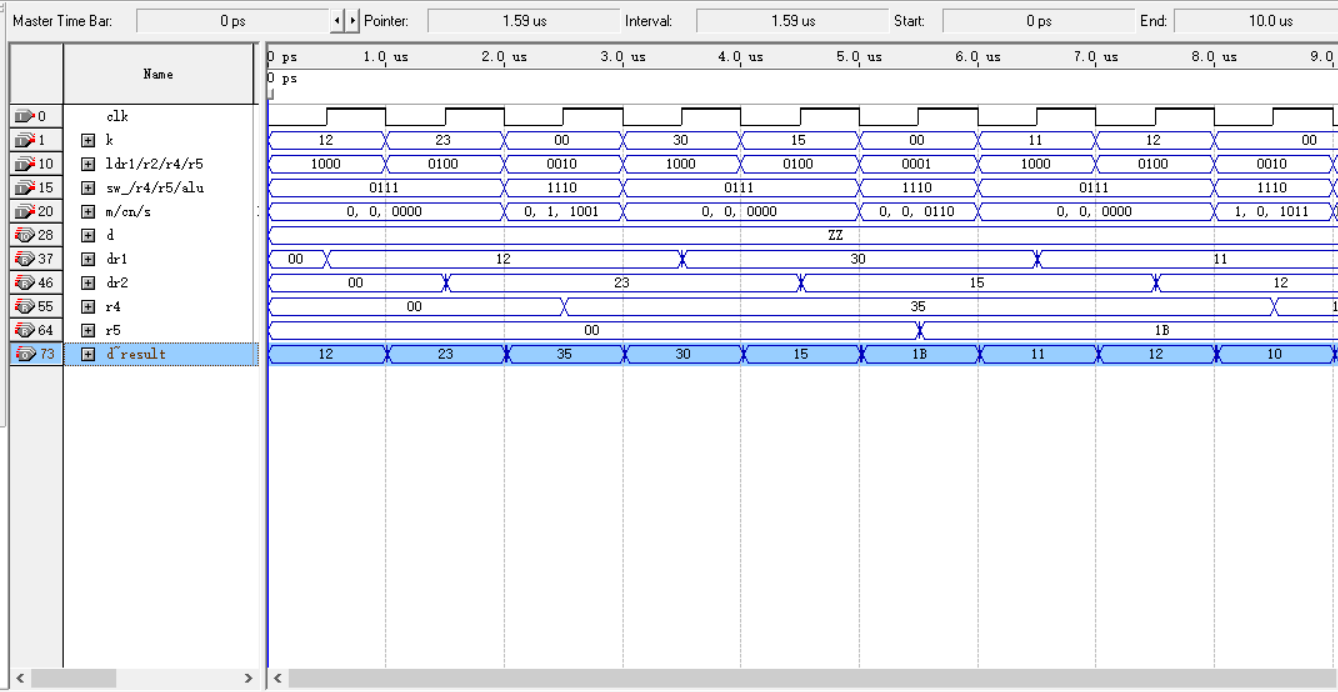 Master Time Bar: 0 ps Pointer: 1.59 us Interval: 1.59 us Start: 0 ps End: 10.0 us
Name 0 ps 1.0 us 2.0 us 3.0 us 4.0 us 5.0 us 6.0 us 7.0 us 8.0 us 9.0
0 ps
0 clk
1 k 12 23 00 30 15 00 11 12 00
10 ldr1/r2/r4/r5 1000 0100 0010 1000 0100 0001 1000 0100 0010
15 sw_/r4/r5/alu 0111 1110 0111 1110 0111 1110
20 m/cn/s 0, 0, 0000 0, 1, 1001 0, 0, 0000 0, 0, 0110 0, 0, 0000 1, 0, 1011
28 d ZZ
37 dr1 00 12 30 11
46 dr2 00 23 15 12
55 r4 00 35 1
64 r5 00 1B
73 d~result 12 23 35 30 15 1B 11 12 10